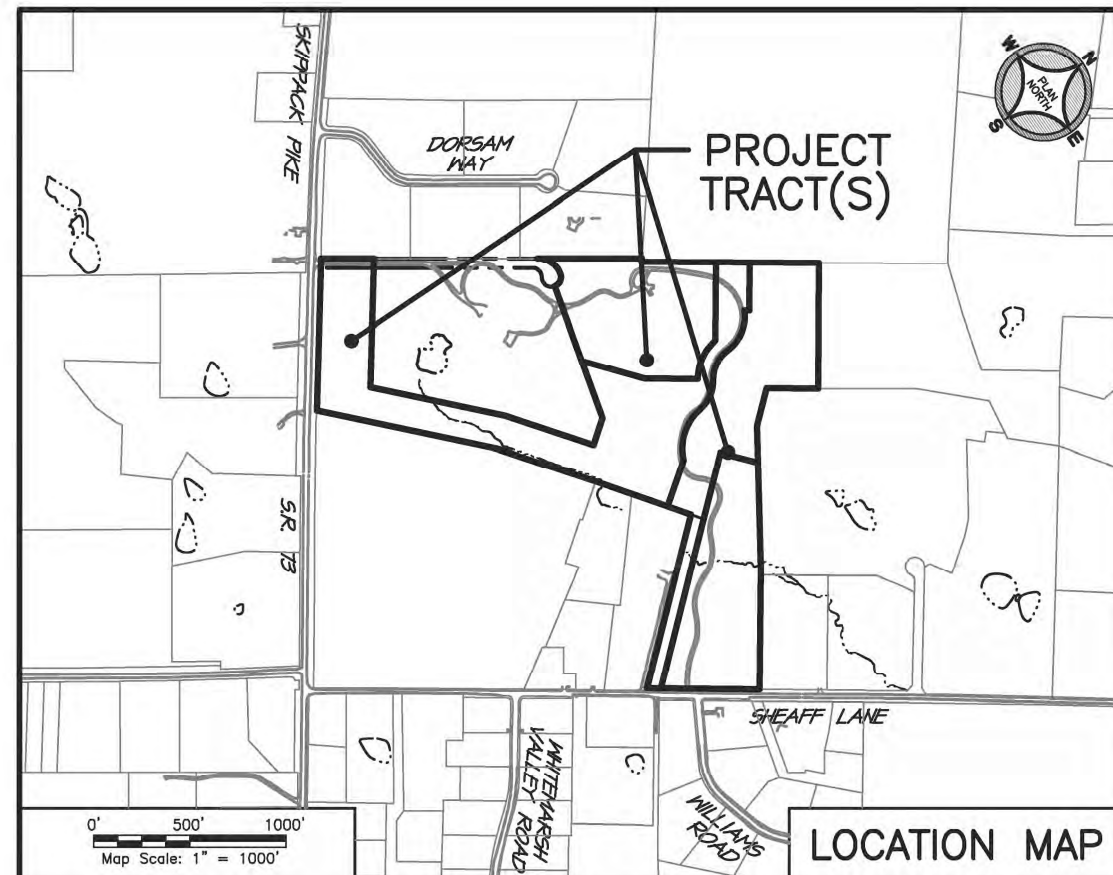 SKIPPACK PIKE
DORSAM
WAY
PROJECT
TRACT(S)
W
N
S
E
PLAN
NORTH
S.R. 73
SHEAFF LANE
WHITEMARSH
VALLEY ROAD
WILLIAMS
ROAD
0' 500' 1000'
Map Scale: 1" = 1000'
LOCATION MAP